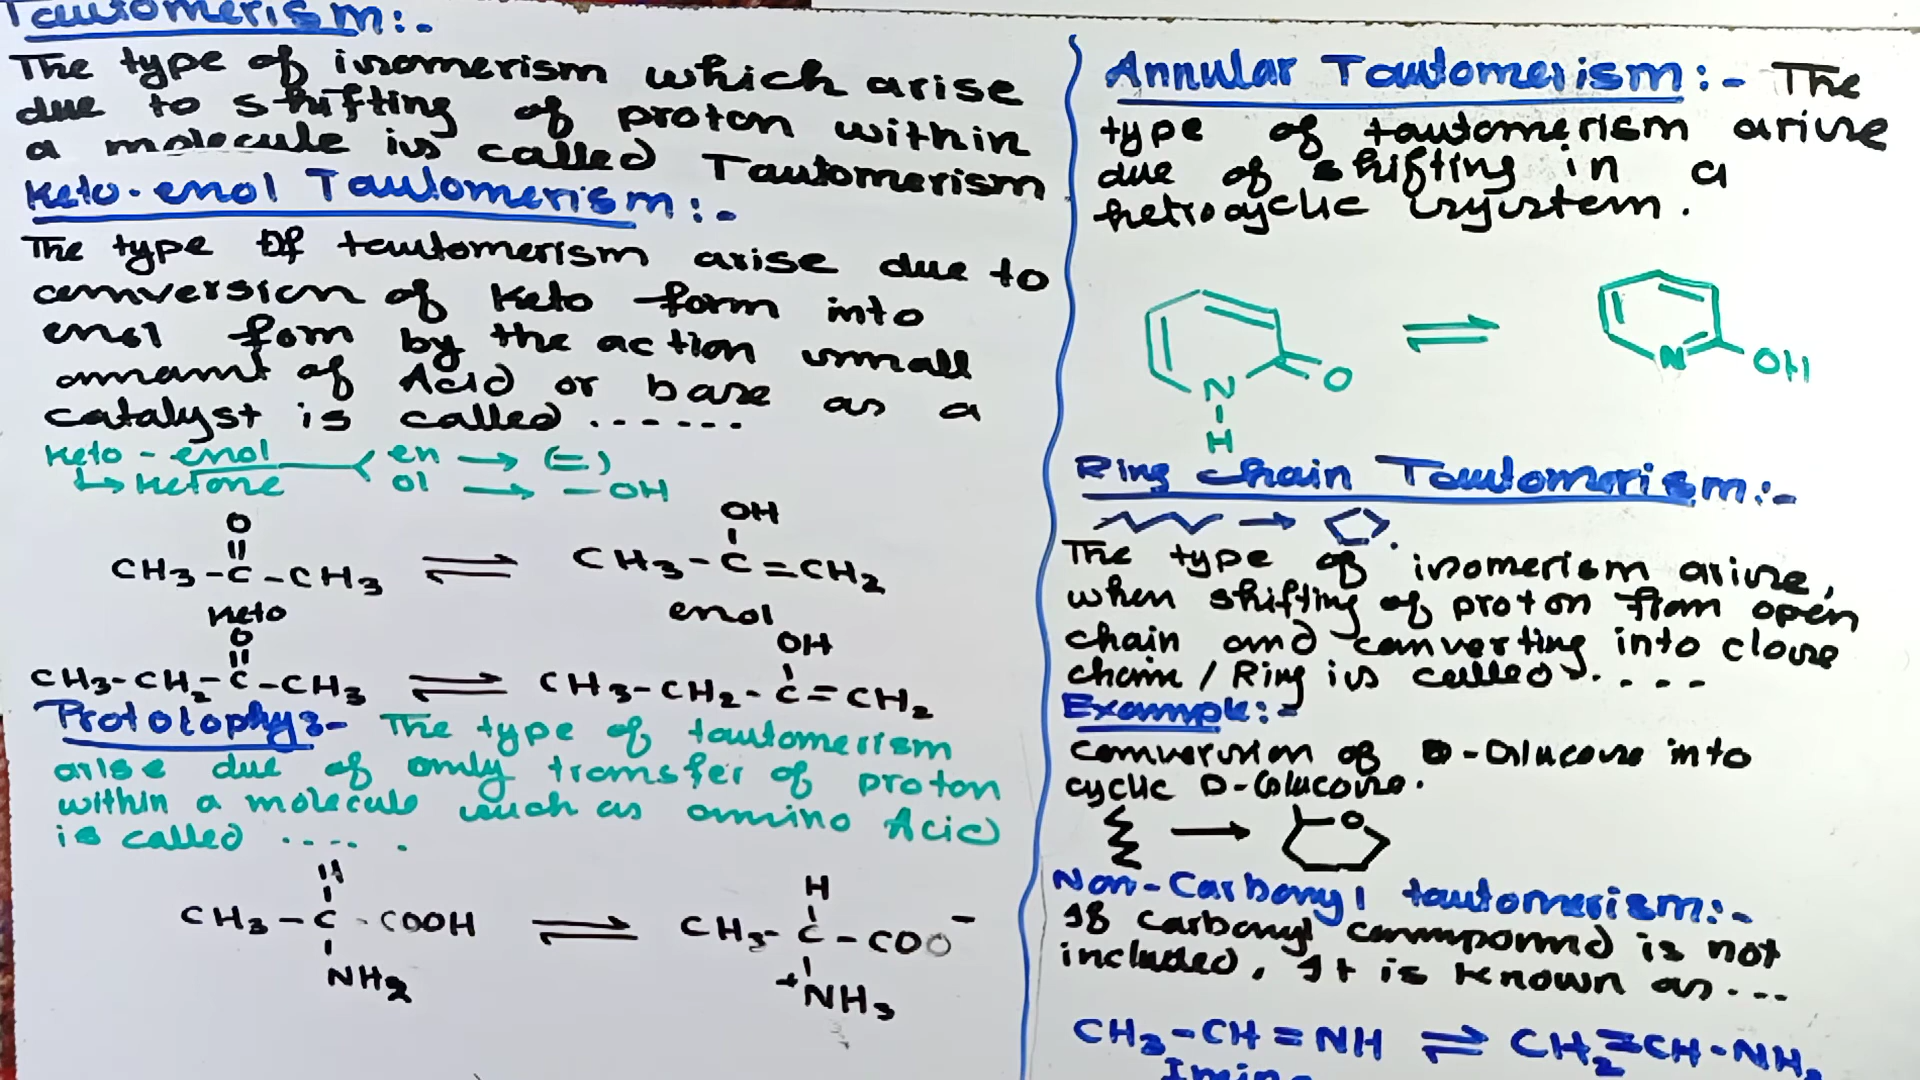 Tautomerism:-
The type of isomerism which arise
due to shifting of proton within
a molecule is called Tautomerism
Keto-enol Tautomerism:-
The type of tautomerism arise due to
conversion of Keto form into
enol form by the action small
amamt of Acid or base as a
catalyst is called ......
Keto - enol < en → (=)
↳ Ketone ol → -OH
O
CH3-C-CH3 ⇌ CH3-C=CH2
OH
Keto enol
O OH
CH3-CH2-C-CH3 ⇌ CH3-CH2-C=CH2
Prototophy:- The type of tautomerism
arise due of only transfer of proton
within a molecule such as amino Acid
is called .....
CH3-C-COOH ⇌ CH3-C-COO⁻
H
NH2 +NH3
Annular Tautomerism:- The
type of tautomerism arise
due of shifting in a
hetrocyclic system.
N H O ⇌ N OH
Ring chain Tautomerism:-
The type of isomerism arise,
when shifting of proton from open
chain and converting into close
chain / Ring is called ....
Example:-
conversion of D-Glucose into
cyclic D-Glucose.
→ O
Non-Carbonyl tautomerism:-
If carbonyl commpound is not
included. It is known as...
CH3-CH=NH ⇌ CH2=CH-NH2